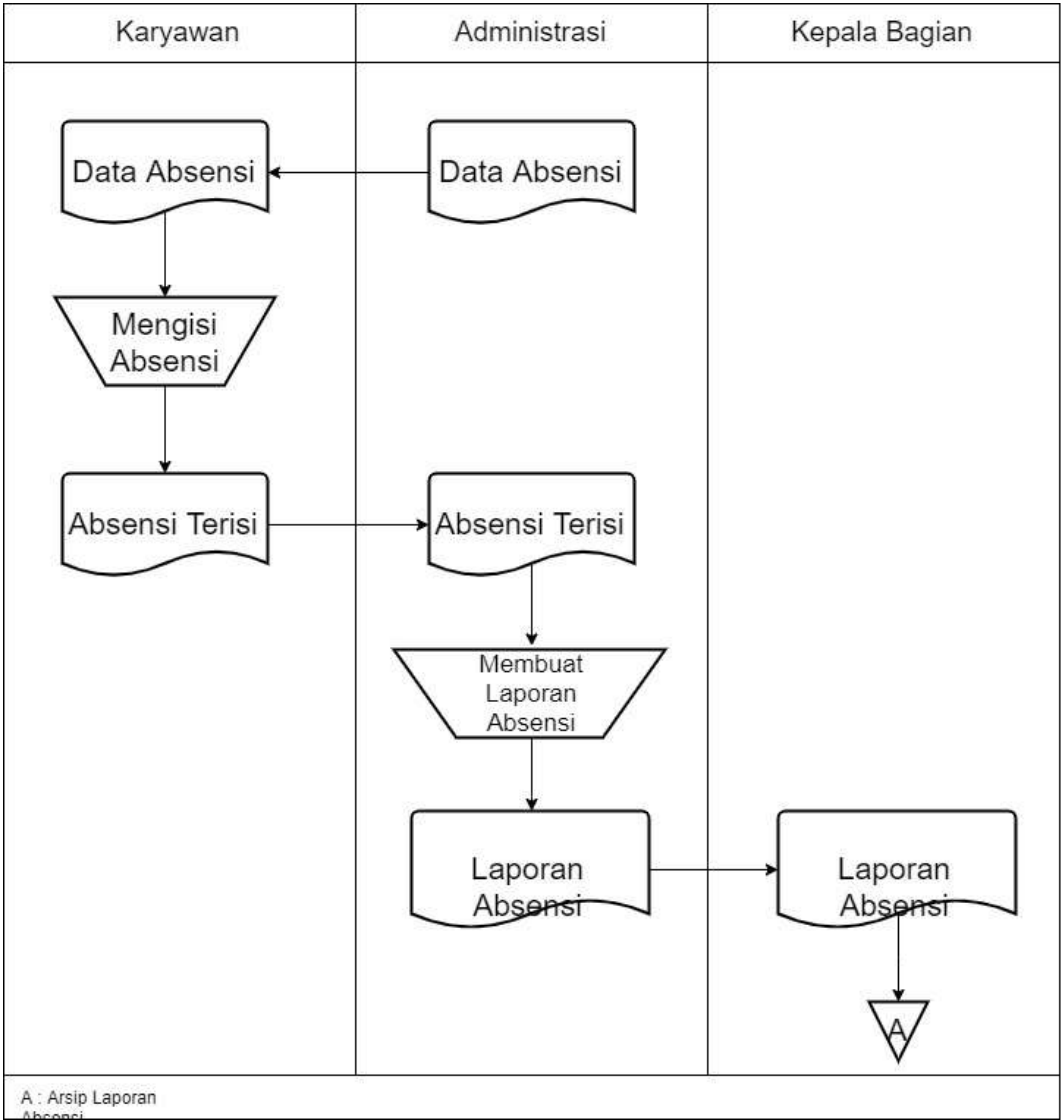 Karyawan
Administrasi
Kepala Bagian
Data Absensi
Data Absensi
Mengisi
Absensi
Absensi Terisi
Absensi Terisi
Membuat
Laporan
Absensi
Laporan
Absensi
Laporan
Absensi
A
A : Arsip Laporan
Absensi